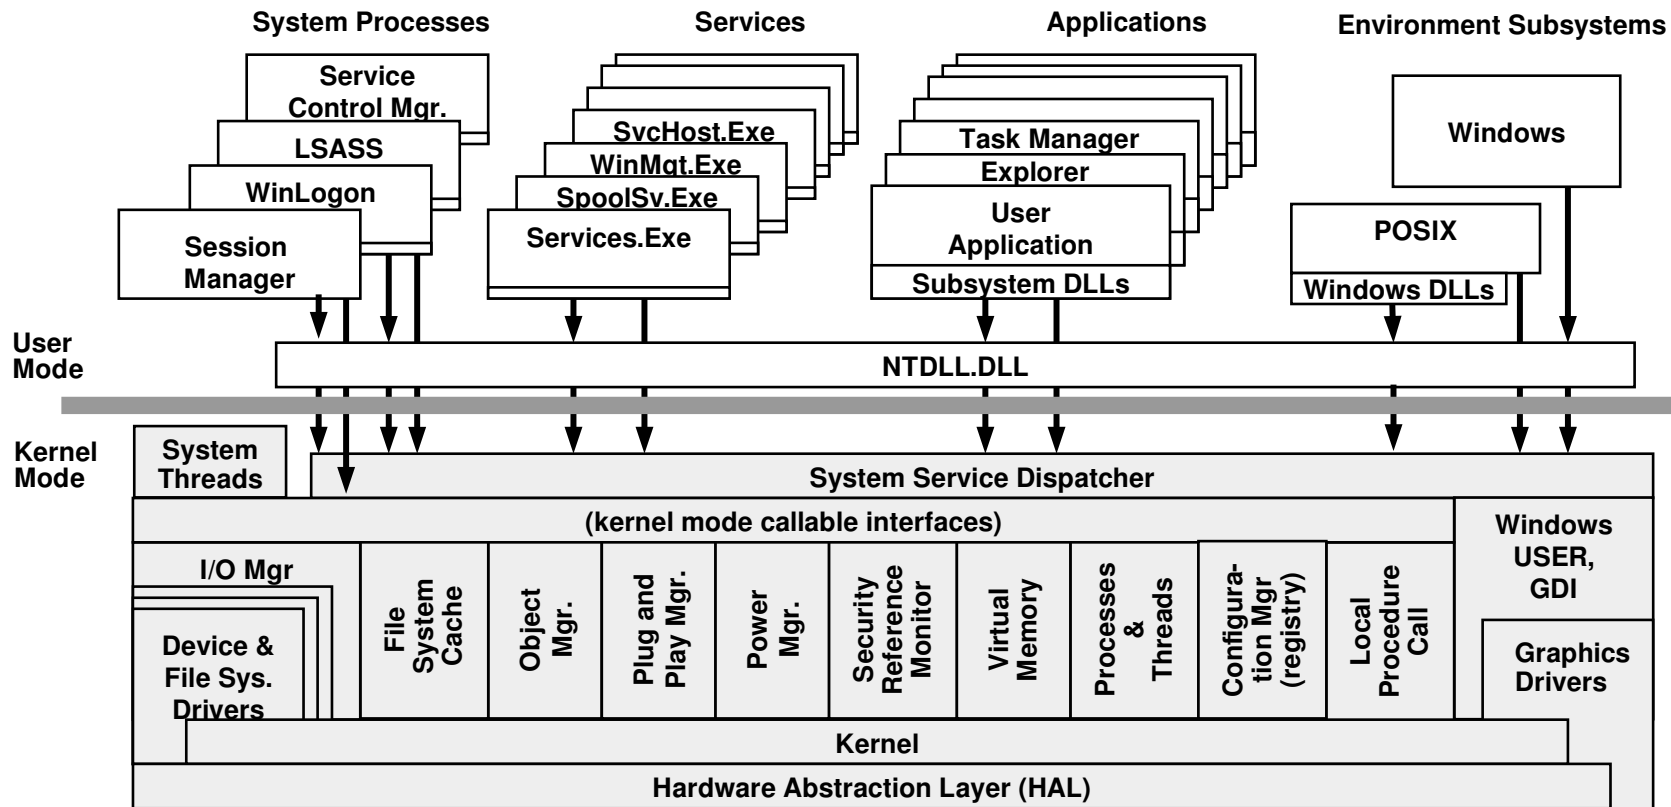 System Processes
Services
Applications
Environment Subsystems
Service
Control Mgr.
LSASS
WinLogon
Session
Manager
SvcHost.Exe
WinMgt.Exe
SpoolSv.Exe
Services.Exe
Task Manager
Explorer
User
Application
Subsystem DLLs
Windows
POSIX
Windows DLLs
User
Mode
NTDLL.DLL
Kernel
Mode
System
Threads
System Service Dispatcher
(kernel mode callable interfaces)
I/O Mgr
Device &
File Sys.
Drivers
File
System
Cache
Object
Mgr.
Plug and
Play Mgr.
Power
Mgr.
Security
Reference
Monitor
Virtual
Memory
Processes
&
Threads
Configura-
tion Mgr
(registry)
Local
Procedure
Call
Windows
USER,
GDI
Graphics
Drivers
Kernel
Hardware Abstraction Layer (HAL)